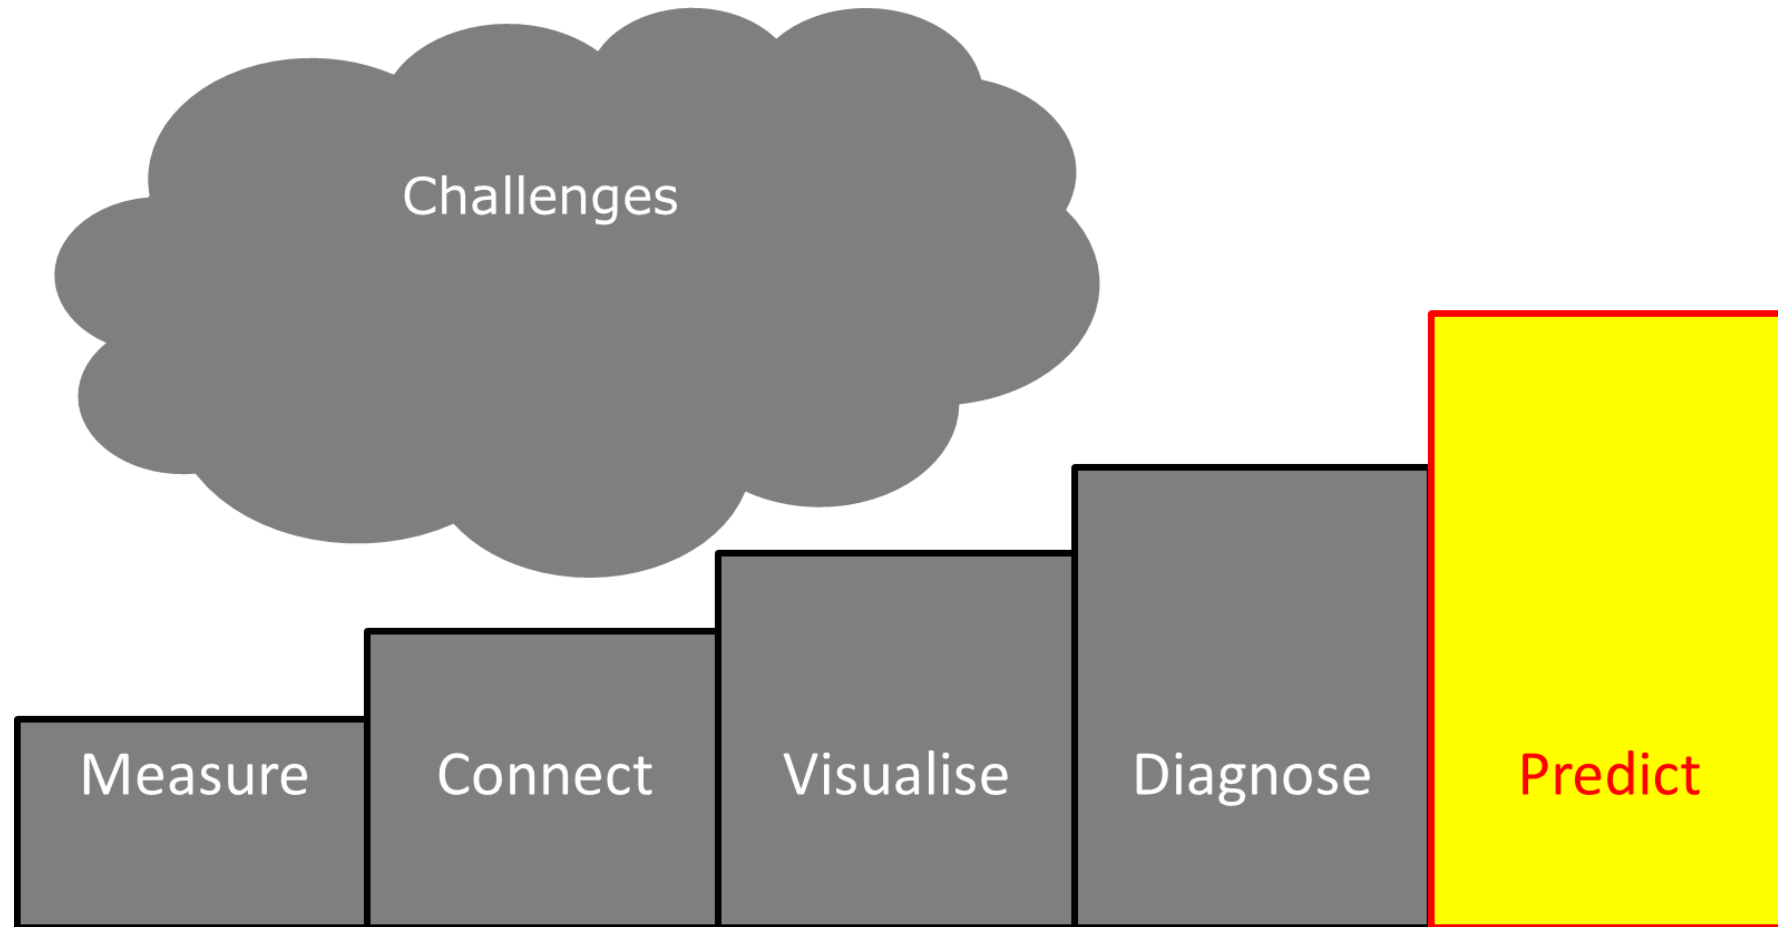 Challenges
Measure
Connect
Visualise
Diagnose
Predict